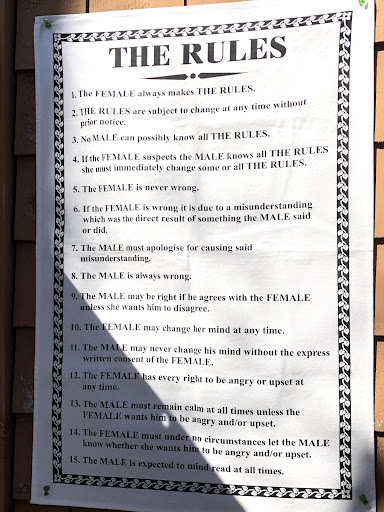 THE RULES
1. The FEMALE always makes THE RULES.
2. THE RULES are subject to change at any time without
prior notice.
3. No MALE can possibly know all THE RULES.
4. If the FEMALE suspects the MALE knows all THE RULES
she must immediately change some or all THE RULES.
5. The FEMALE is never wrong.
6. If the FEMALE is wrong it is due to a misunderstanding
which was the direct result of something the MALE said
or did.
7. The MALE must apologise for causing said
misunderstanding.
8. The MALE is always wrong.
9. The MALE may be right if he agrees with the FEMALE
unless she wants him to disagree.
10. The FEMALE may change her mind at any time.
11. The MALE may never change his mind without the express
written consent of the FEMALE.
12. The FEMALE has every right to be angry or upset at
any time.
13. The MALE must remain calm at all times unless the
FEMALE wants him to be angry and/or upset.
14. The FEMALE must under no circumstances let the MALE
know whether she wants him to be angry and/or upset.
15. The MALE is expected to mind read at all times.